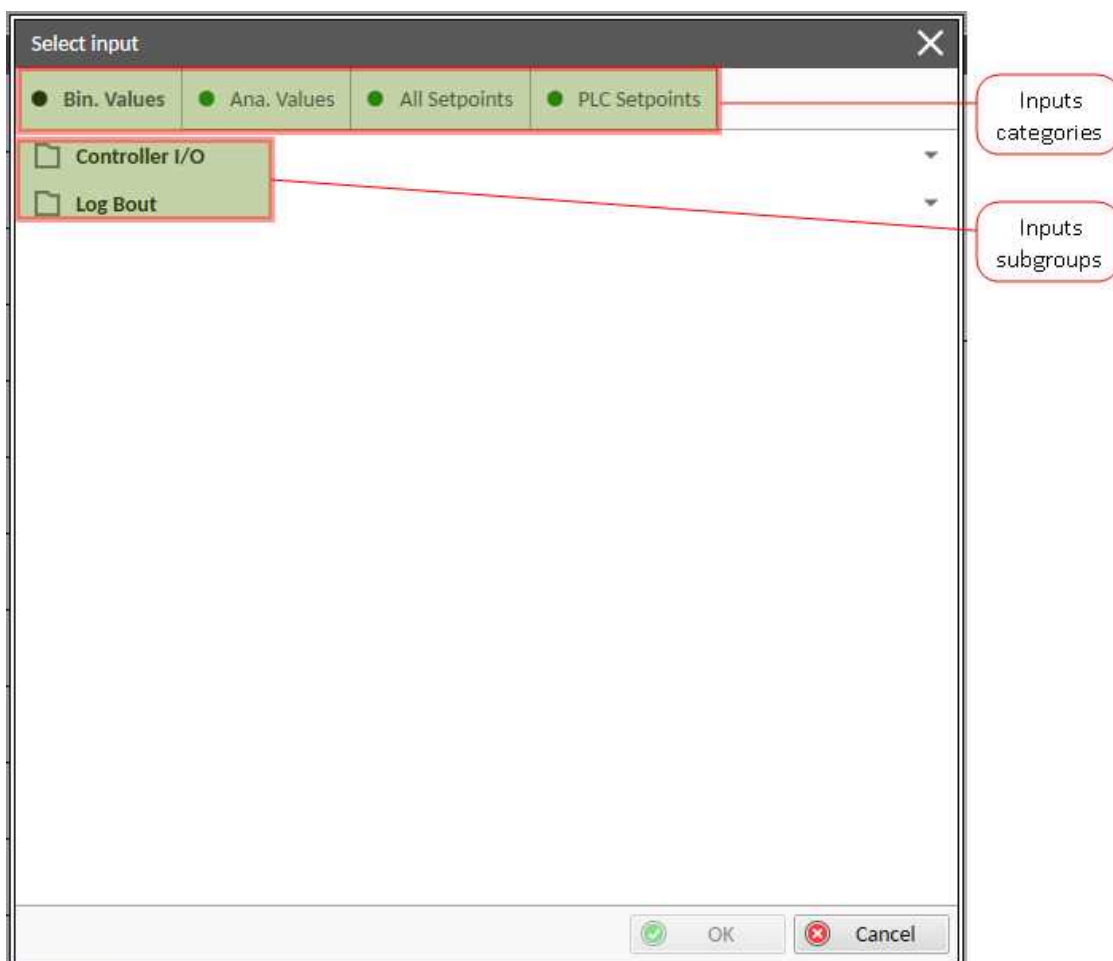 Select input
Bin. Values Ana. Values All Setpoints PLC Setpoints
Inputs
categories
Controller I/O
Log Bout
Inputs
subgroups
OK Cancel